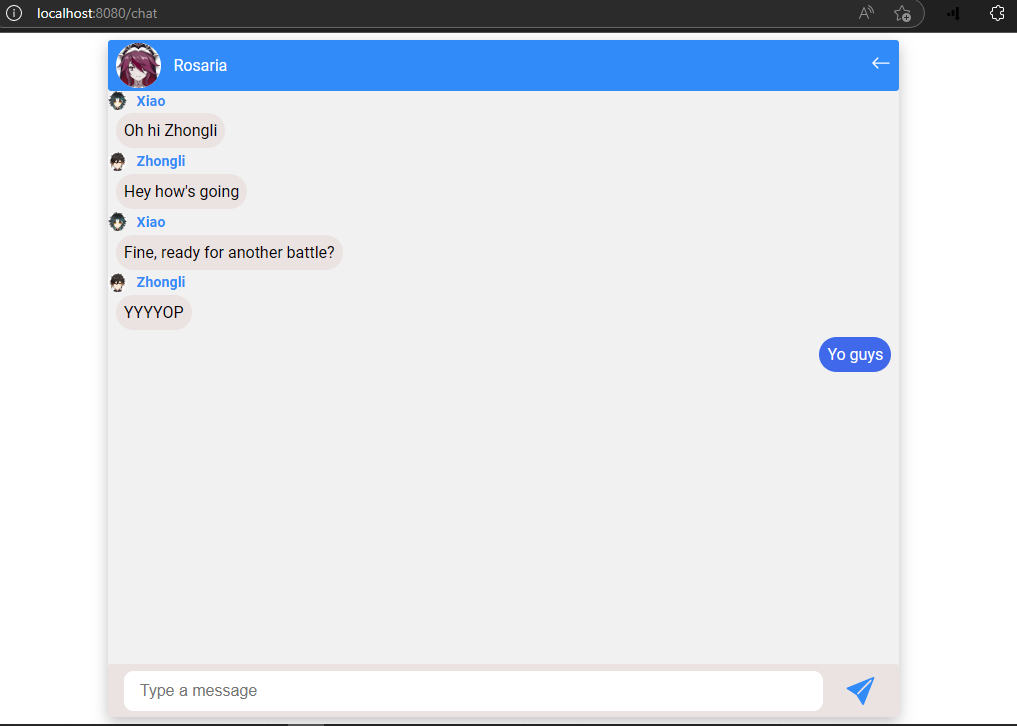 localhost:8080/chat
Rosaria
Xiao
Oh hi Zhongli
Zhongli
Hey how's going
Xiao
Fine, ready for another battle?
Zhongli
YYYYOP
Yo guys
Type a message